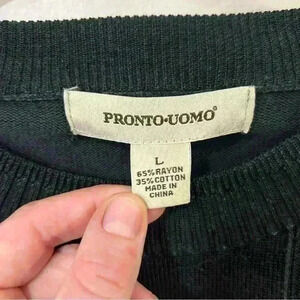 PRONTO·UOMO®
L
65% RAYON
35% COTTON
MADE IN
CHINA